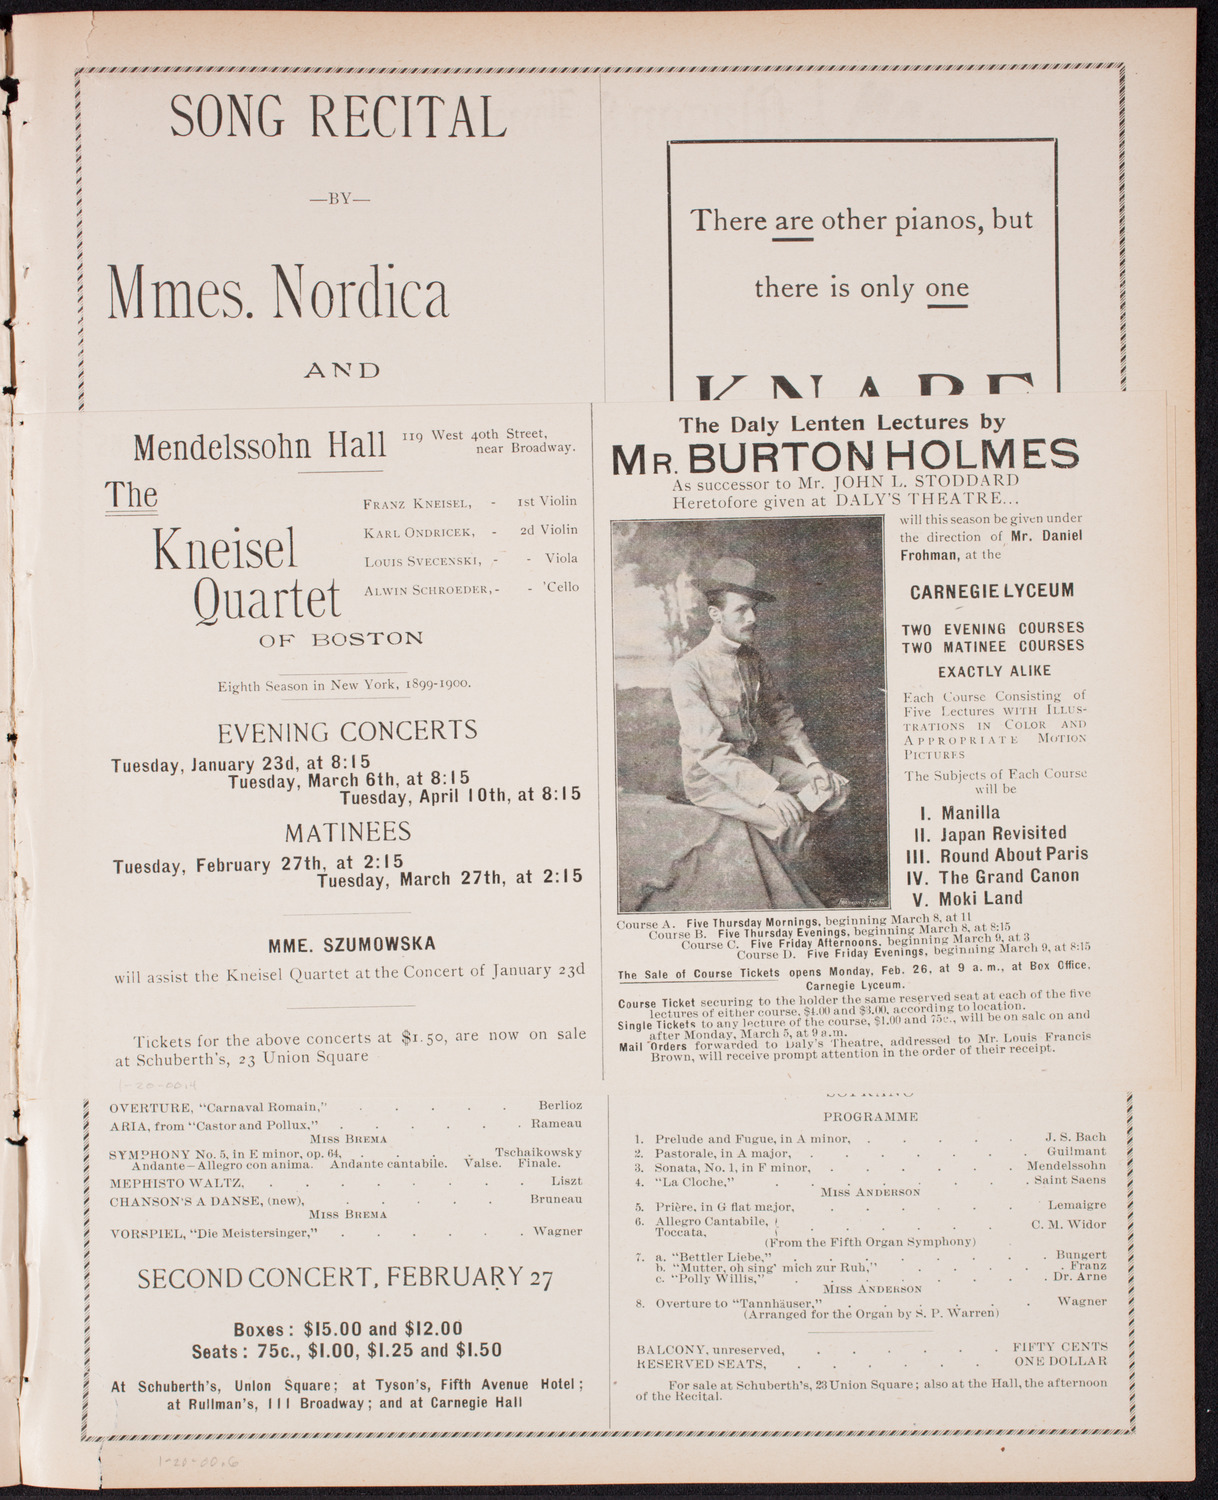 SONG RECITAL
—BY—
Mmes. Nordica
AND
There are other pianos, but
there is only one
KNABE
Mendelssohn Hall
119 West 40th Street,
near Broadway.
The
Kneisel
Quartet
OF BOSTON
FRANZ KNEISEL, - 1st Violin
KARL ONDRICEK, - 2d Violin
LOUIS SVECENSKI, - - Viola
ALWIN SCHROEDER, - - 'Cello
Eighth Season in New York, 1899-1900.
EVENING CONCERTS
Tuesday, January 23d, at 8:15
Tuesday, March 6th, at 8:15
Tuesday, April 10th, at 8:15
MATINEES
Tuesday, February 27th, at 2:15
Tuesday, March 27th, at 2:15
MME. SZUMOWSKA
will assist the Kneisel Quartet at the Concert of January 23d
Tickets for the above concerts at $1.50, are now on sale
at Schuberth's, 23 Union Square
1-20-00.4
The Daly Lenten Lectures by
MR. BURTON HOLMES
As successor to Mr. JOHN L. STODDARD
Heretofore given at DALY'S THEATRE...
will this season be given under
the direction of Mr. Daniel
Frohman, at the
CARNEGIE LYCEUM
TWO EVENING COURSES
TWO MATINEE COURSES
EXACTLY ALIKE
Each Course Consisting of
Five Lectures WITH ILLUS-
TRATIONS IN COLOR AND
APPROPRIATE MOTION
PICTURES
The Subjects of Each Course
will be
I. Manilla
II. Japan Revisited
III. Round About Paris
IV. The Grand Canon
V. Moki Land
Course A. Five Thursday Mornings, beginning March 8, at 11
Course B. Five Thursday Evenings, beginning March 8, at 8:15
Course C. Five Friday Afternoons, beginning March 9, at 3
Course D. Five Friday Evenings, beginning March 9, at 8:15
The Sale of Course Tickets opens Monday, Feb. 26, at 9 a.m., at Box Office,
Carnegie Lyceum.
Course Ticket securing to the holder the same reserved seat at each of the five
lectures of either course, $4.00 and $3.00, according to location.
Single Tickets to any lecture of the course, $1.00 and 75c., will be on sale on and
after Monday, March 5, at 9 a.m.
Mail Orders forwarded to Daly's Theatre, addressed to Mr. Louis Francis
Brown, will receive prompt attention in the order of their receipt.
OVERTURE, "Carnaval Romain," . . . . . Berlioz
ARIA, from "Castor and Pollux," . . . . . . Rameau
MISS BREMA
SYMPHONY No. 5, in E minor, op. 64, . . . . Tschaikowsky
Andante—Allegro con anima. Andante cantabile. Valse. Finale.
MEPHISTO WALTZ, . . . . . . . Liszt
CHANSON'S A DANSE, (new), . . . . . Bruneau
MISS BREMA
VORSPIEL, "Die Meistersinger," . . . . . . Wagner
SECOND CONCERT, FEBRUARY 27
Boxes: $15.00 and $12.00
Seats: 75c., $1.00, $1.25 and $1.50
At Schuberth's, Union Square; at Tyson's, Fifth Avenue Hotel;
at Rullman's, 111 Broadway; and at Carnegie Hall
1-20-00.6
PROGRAMME
1. Prelude and Fugue, in A minor, . . . . . J. S. Bach
2. Pastorale, in A major, . . . . . . Guilmant
3. Sonata, No. 1, in F minor, . . . . . . Mendelssohn
4. "La Cloche," . . . . . . . Saint Saens
MISS ANDERSON
5. Prière, in G flat major, . . . . . . Lemaigre
6. Allegro Cantabile, }
Toccata, . . . . . . C. M. Widor
(From the Fifth Organ Symphony)
7. a. "Bettler Liebe," . . . . . . . Bungert
b. "Mutter, oh sing' mich zur Ruh," . . . . . Franz
c. "Polly Willis," . . . . . . . Dr. Arne
MISS ANDERSON
8. Overture to "Tannhäuser," . . . . . . Wagner
(Arranged for the Organ by S. P. Warren)
BALCONY, unreserved, . . . . . . FIFTY CENTS
RESERVED SEATS, . . . . . . ONE DOLLAR
For sale at Schuberth's, 23 Union Square; also at the Hall, the afternoon
of the Recital.